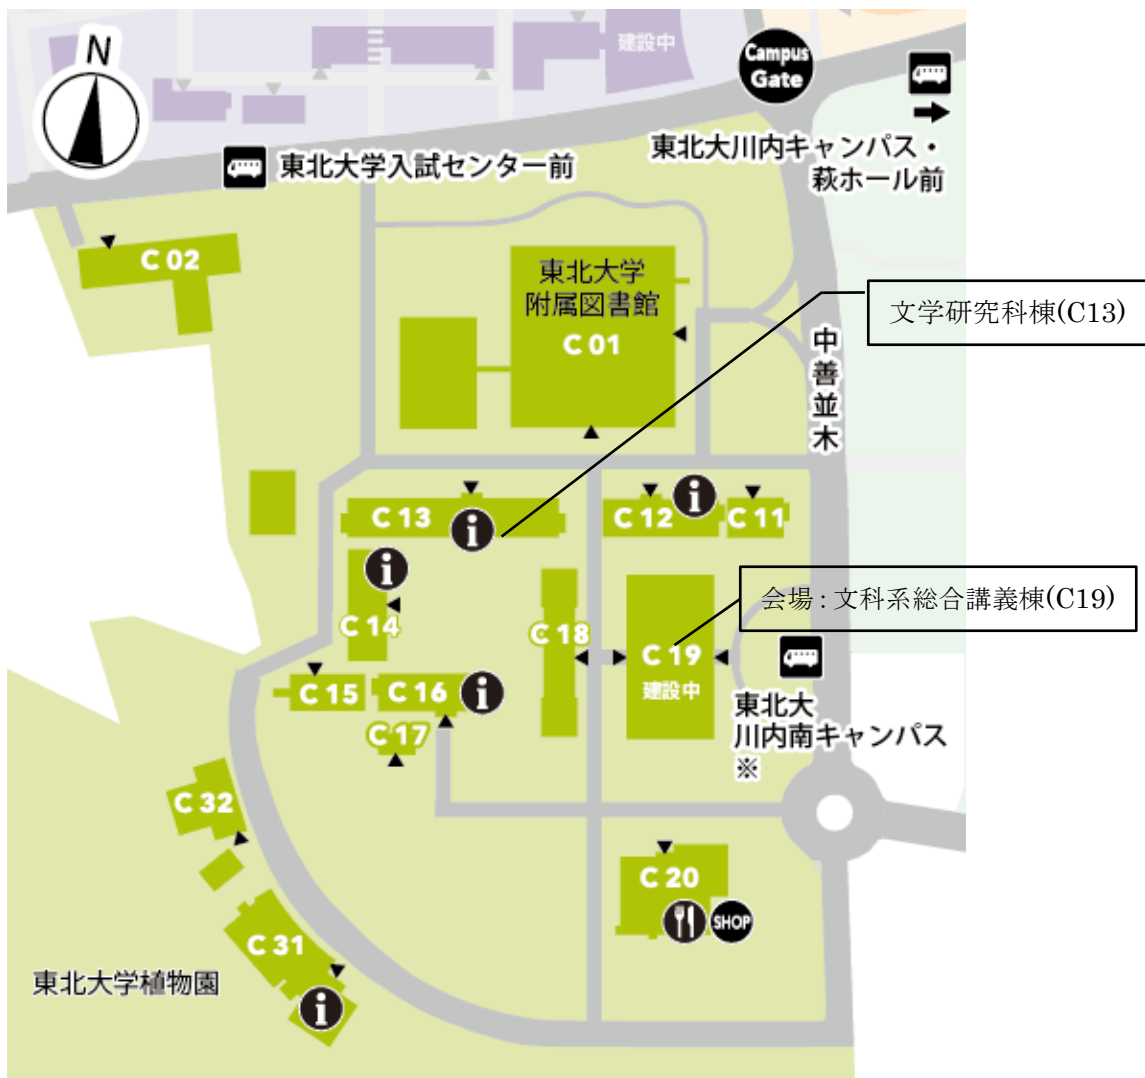 建設中
N
Campus
Gate
東北大川内キャンパス・
萩ホール前
東北大学入試センター前
C 02
東北大学
附属図書館
C 01
文学研究科棟(C13)
中善並木
C 13
i
C 12
i
C 11
i
C 14
会場：文科系総合講義棟(C19)
C 18
C 19
建設中
C 15
C 16
i
C 17
東北大
川内南キャンパス
※
C 32
C 20
SHOP
C 31
東北大学植物園
i